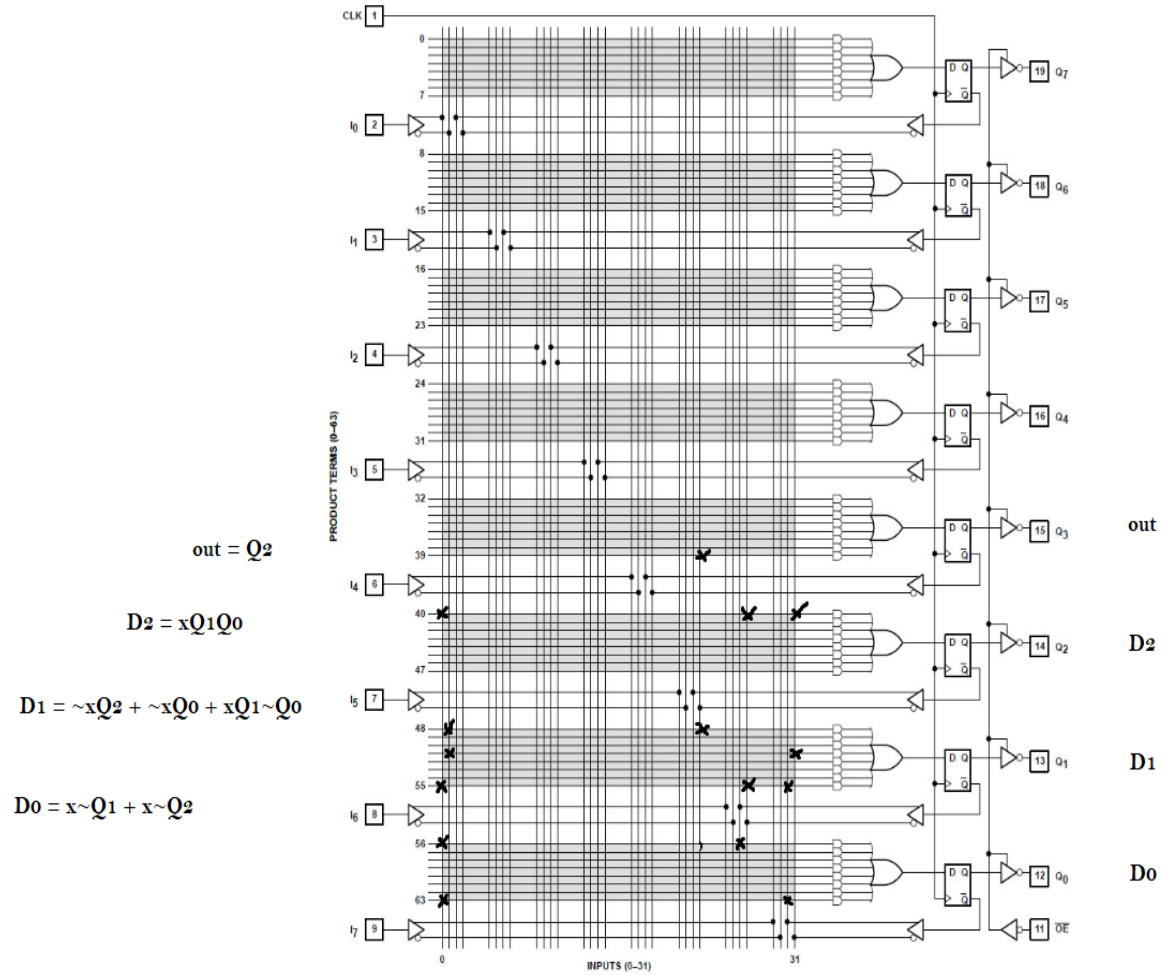 CLK 1
0
D Q
19 Q7
7
Q
I0 2
8
D Q
18 Q6
15
Q
I1 3
16
D Q
17 Q5
23
Q
I2 4
24
D Q
16 Q4
31
Q
I3 5
PRODUCT TERMS (0–63)
32
D Q
15 Q3
out
out = Q2
39
Q
I4 6
40
D2 = xQ1Q0
D Q
14 Q2
D2
47
Q
I5 7
D1 = ~xQ2 + ~xQ0 + xQ1~Q0
48
D Q
13 Q1
D1
55
Q
D0 = x~Q1 + x~Q2
I6 8
56
D Q
12 Q0
D0
63
Q
I7 9
11 OE
0
31
INPUTS (0–31)